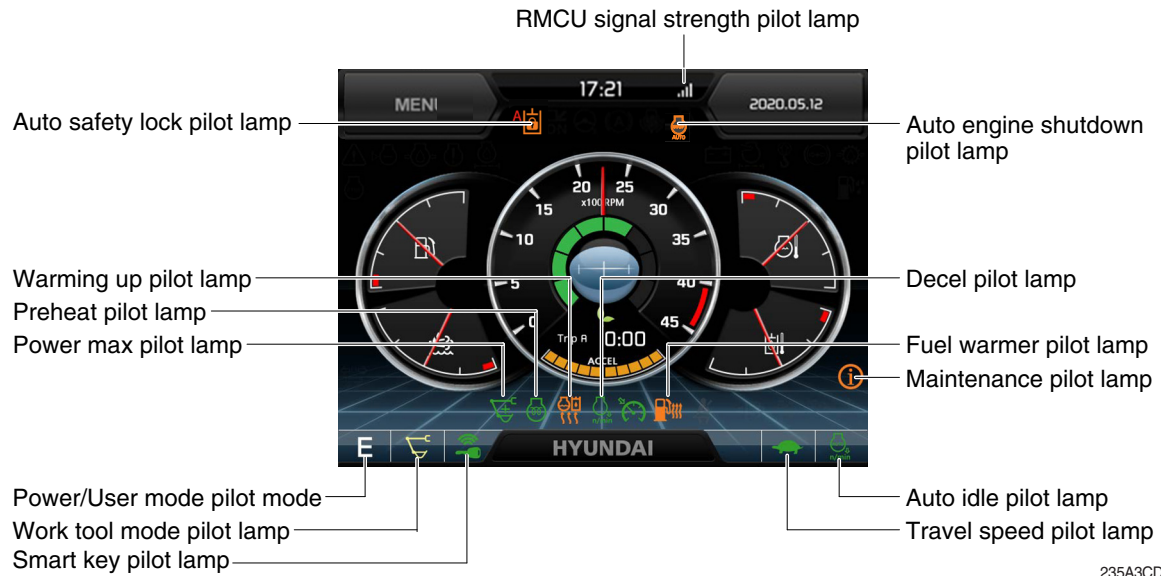 RMCU signal strength pilot lamp
17:21
MENU
2020.05.12
Auto safety lock pilot lamp
A
AUTO
Auto engine shutdown
pilot lamp
20 25
x100RPM
15 30
10 35
5 40
0 45
Trip A 0:00
ACCEL
Warming up pilot lamp
Preheat pilot lamp
Power max pilot lamp
Decel pilot lamp
Fuel warmer pilot lamp
Maintenance pilot lamp
n/min
E
HYUNDAI
n/min
Power/User mode pilot mode
Work tool mode pilot lamp
Smart key pilot lamp
Auto idle pilot lamp
Travel speed pilot lamp
235A3CD